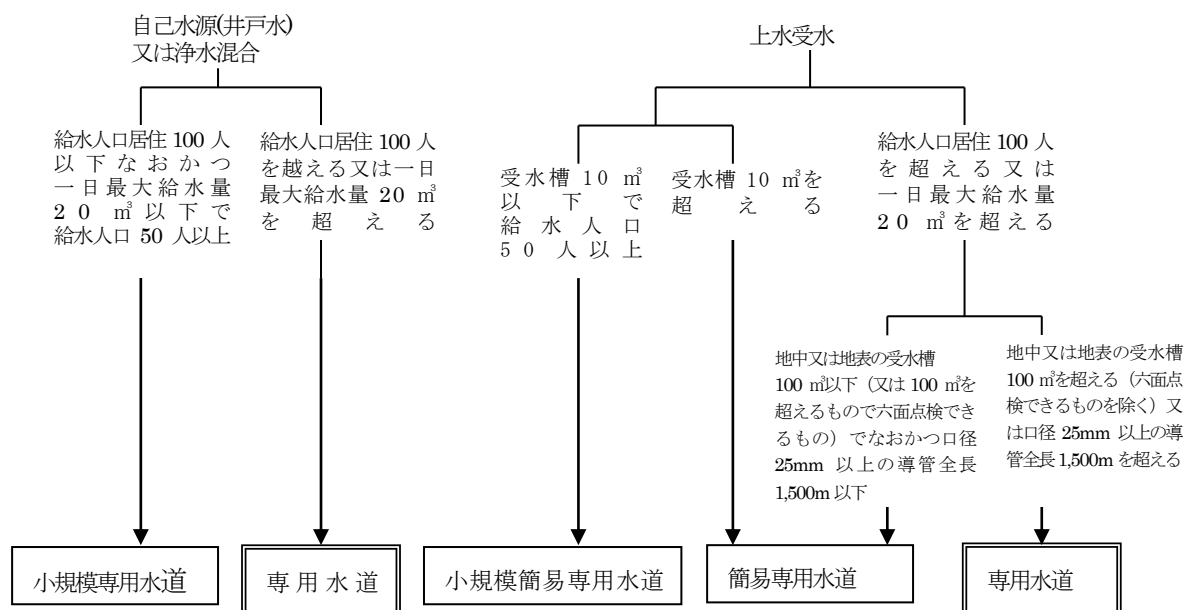 自己水源(井戸水)
又は浄水混合
上水受水
給水人口居住 100 人
以下なおかつ
一日最大給水量
20 ㎥以下で
給水人口 50 人以上
給水人口居住 100 人
を越える又は一日
最大給水量 20 ㎥
を超える
受水槽 10 ㎥
以下で
給水人口
50 人以上
受水槽 10 ㎥を
超える
給水人口居住 100 人
を超える又は
一日最大給水量
20 ㎥を超える
地中又は地表の受水槽
100 ㎥以下（又は 100 ㎥を
超えるもので六面点検でき
るもの）でなおかつ口径
25mm 以上の導管全長
1,500m 以下
地中又は地表の受水槽
100 ㎥を超える（六面点
検できるものを除く）又
は口径 25mm 以上の導
管全長 1,500m を超える
小規模専用水道
専用水道
小規模簡易専用水道
簡易専用水道
専用水道